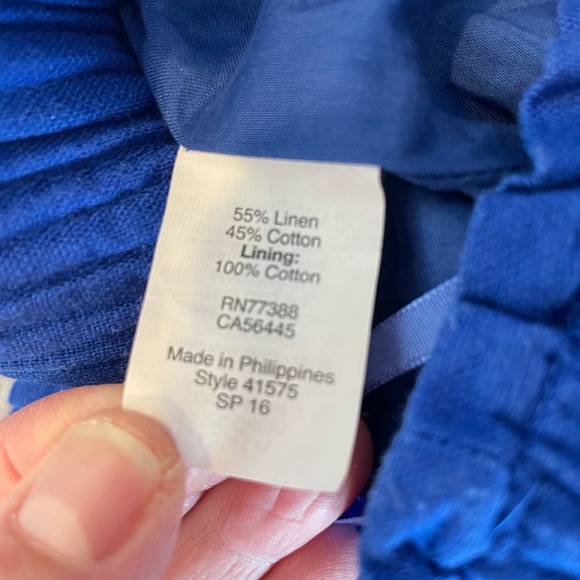 55% Linen
45% Cotton
Lining:
100% Cotton
RN77388
CA56445
Made in Philippines
Style 41575
SP 16